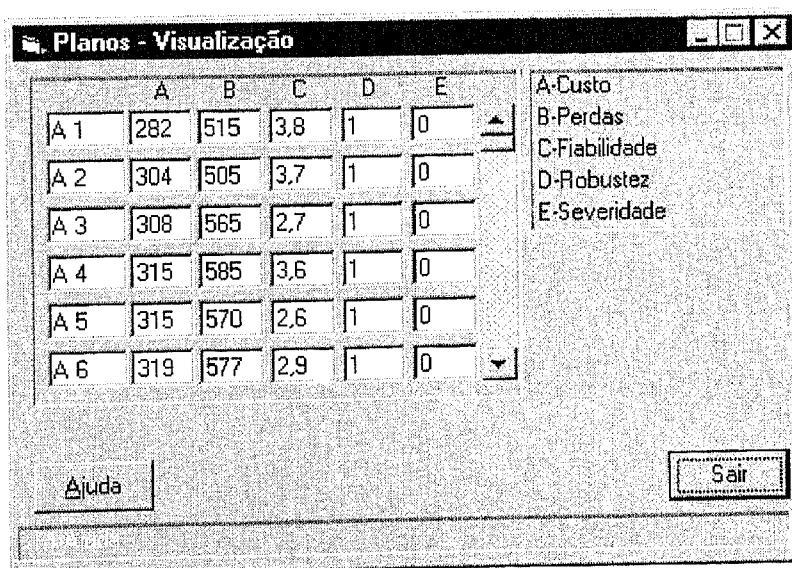 Planos - Visualização
A B C D E
A 1 282 515 3,8 1 0
A 2 304 505 3,7 1 0
A 3 308 565 2,7 1 0
A 4 315 585 3,6 1 0
A 5 315 570 2,6 1 0
A 6 319 577 2,9 1 0
A-Custo
B-Perdas
C-Fiabilidade
D-Robustez
E-Severidade
Ajuda
Sair